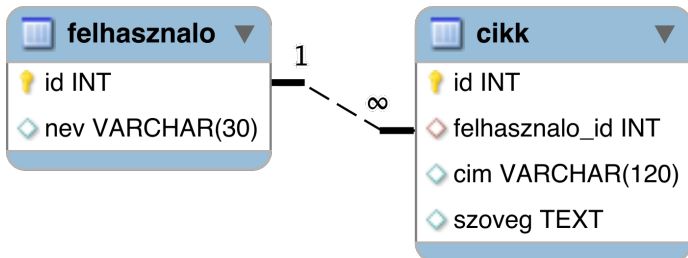 felhasznalo
id INT
nev VARCHAR(30)
1
∞
cikk
id INT
felhasznalo_id INT
cim VARCHAR(120)
szoveg TEXT